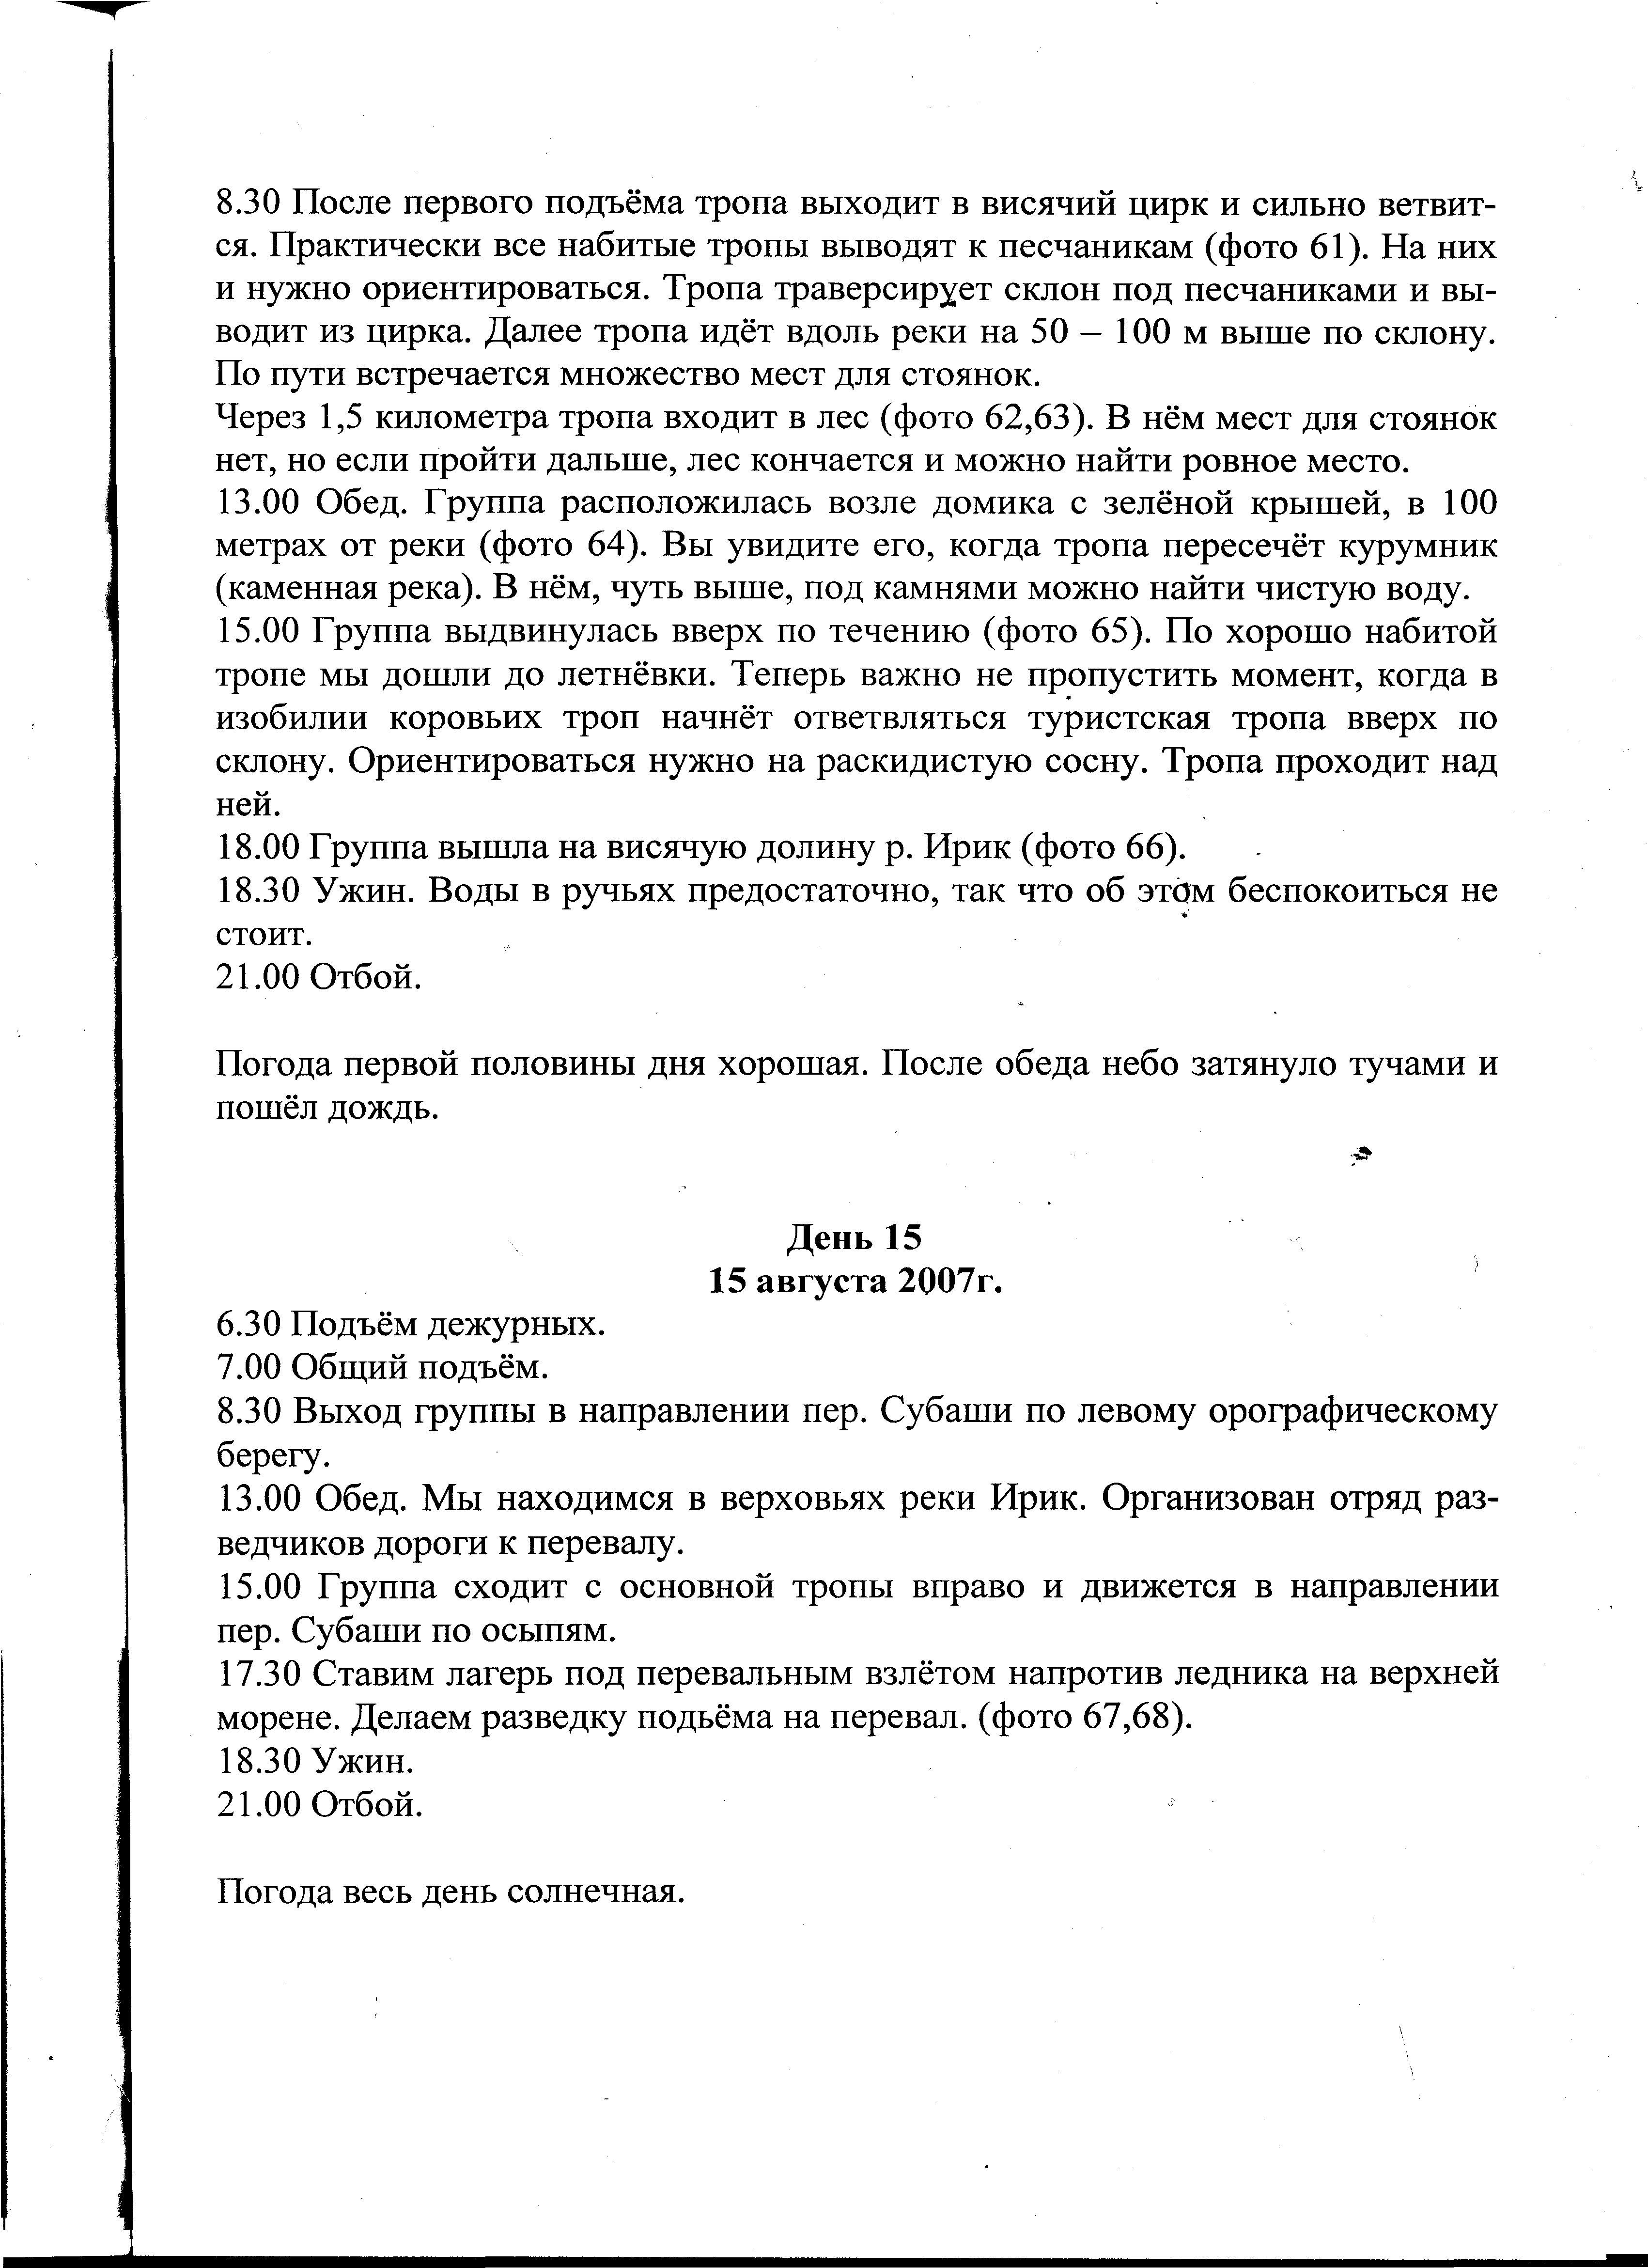 8.30 После первого подъёма тропа выходит в висячий цирк и сильно ветвит-
ся. Практически все набитые тропы выводят к песчаникам (фото 61). На них
и нужно ориентироваться. Тропа траверсирует склон под песчаниками и вы-
водит из цирка. Далее тропа идёт вдоль реки на 50 – 100 м выше по склону.
По пути встречается множество мест для стоянок.
Через 1,5 километра тропа входит в лес (фото 62,63). В нём мест для стоянок
нет, но если пройти дальше, лес кончается и можно найти ровное место.
13.00 Обед. Группа расположилась возле домика с зелёной крышей, в 100
метрах от реки (фото 64). Вы увидите его, когда тропа пересечёт курумник
(каменная река). В нём, чуть выше, под камнями можно найти чистую воду.
15.00 Группа выдвинулась вверх по течению (фото 65). По хорошо набитой
тропе мы дошли до летнёвки. Теперь важно не пропустить момент, когда в
изобилии коровьих троп начнёт ответвляться туристская тропа вверх по
склону. Ориентироваться нужно на раскидистую сосну. Тропа проходит над
ней.
18.00 Группа вышла на висячую долину р. Ирик (фото 66).
18.30 Ужин. Воды в ручьях предостаточно, так что об этом беспокоиться не
стоит.
21.00 Отбой.
Погода первой половины дня хорошая. После обеда небо затянуло тучами и
пошёл дождь.
День 15
15 августа 2007г.
6.30 Подъём дежурных.
7.00 Общий подъём.
8.30 Выход группы в направлении пер. Субаши по левому орографическому
берегу.
13.00 Обед. Мы находимся в верховьях реки Ирик. Организован отряд раз-
ведчиков дороги к перевалу.
15.00 Группа сходит с основной тропы вправо и движется в направлении
пер. Субаши по осыпям.
17.30 Ставим лагерь под перевальным взлётом напротив ледника на верхней
морене. Делаем разведку подьёма на перевал. (фото 67,68).
18.30 Ужин.
21.00 Отбой.
Погода весь день солнечная.